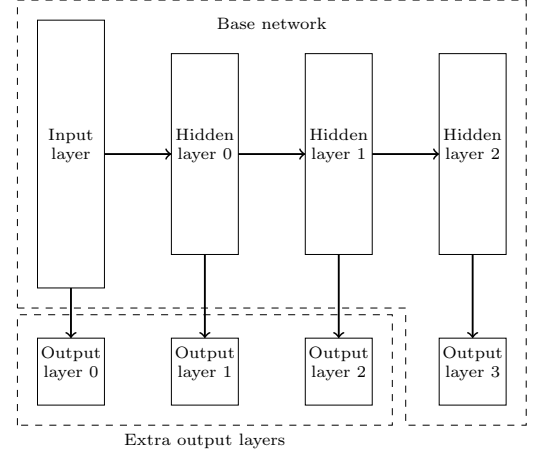 Base network
Input
layer
Hidden
layer 0
Hidden
layer 1
Hidden
layer 2
Output
layer 0
Output
layer 1
Output
layer 2
Output
layer 3
Extra output layers